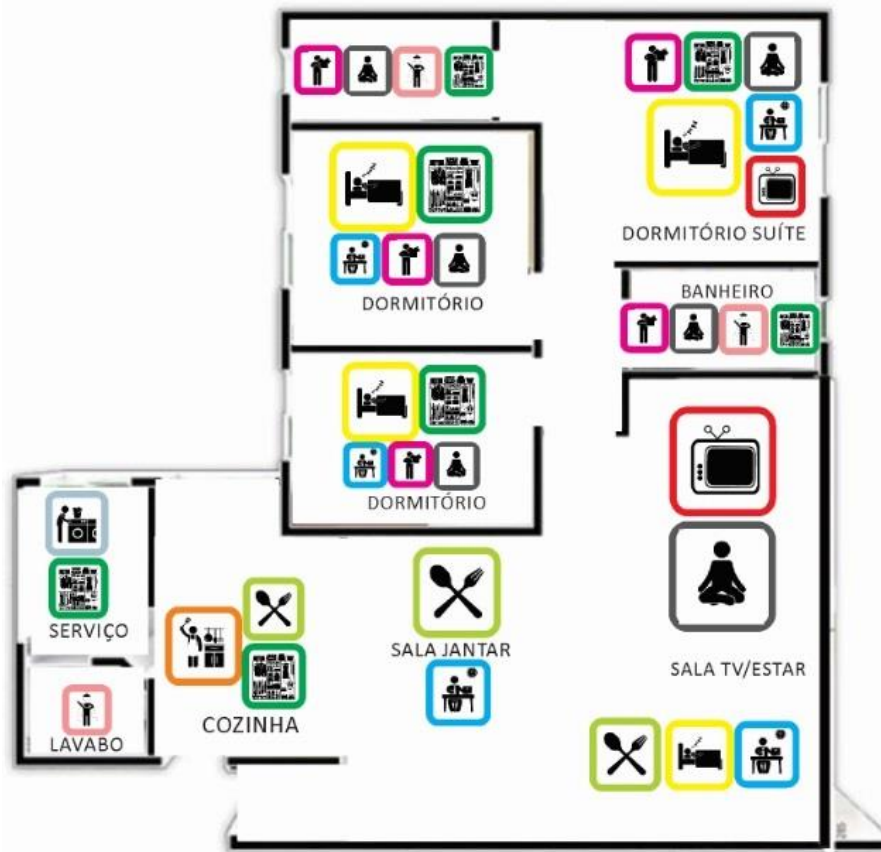 DORMITÓRIO SUÍTE
BANHEIRO
DORMITÓRIO
DORMITÓRIO
SERVIÇO
SALA JANTAR
SALA TV/ESTAR
COZINHA
LAVABO